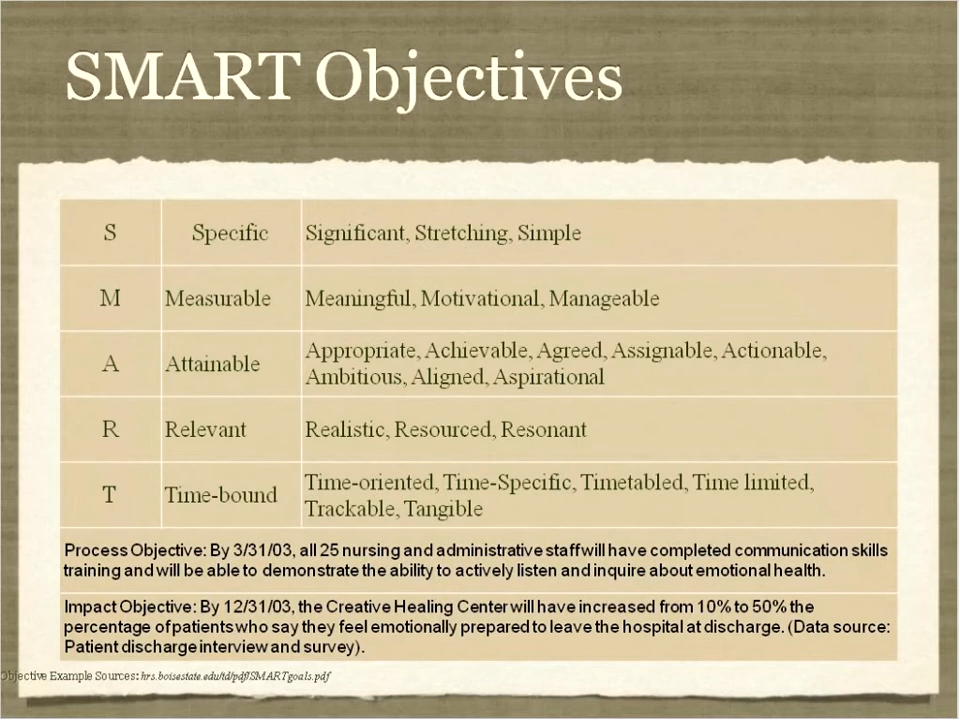 SMART Objectives
S Specific Significant, Stretching, Simple
M Measurable Meaningful, Motivational, Manageable
A Attainable Appropriate, Achievable, Agreed, Assignable, Actionable,
Ambitious, Aligned, Aspirational
R Relevant Realistic, Resourced, Resonant
T Time-bound Time-oriented, Time-Specific, Timetabled, Time limited,
Trackable, Tangible
Process Objective: By 3/31/03, all 25 nursing and administrative staff will have completed communication skills
training and will be able to demonstrate the ability to actively listen and inquire about emotional health.
Impact Objective: By 12/31/03, the Creative Healing Center will have increased from 10% to 50% the
percentage of patients who say they feel emotionally prepared to leave the hospital at discharge. (Data source:
Patient discharge interview and survey).
Objective Example Sources: hrs.boisestate.edu/td/pdf/SMARTgoals.pdf